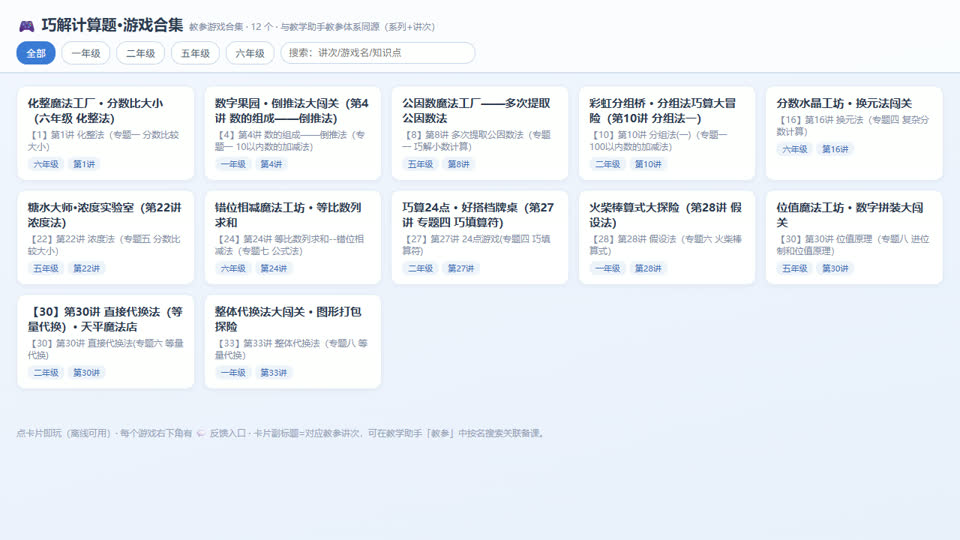 巧解计算题·游戏合集 教参游戏合集 · 12 个 · 与教学助手教参体系同源（系列+讲次）
全部 一年级 二年级 五年级 六年级 搜索：讲次/游戏名/知识点
化整魔法工厂·分数比大小
（六年级 化整法）
【1】第1讲 化整法（专题一 分数比较
大小）
六年级 第1讲
数字果园·倒推法大闯关（第4
讲 数的组成——倒推法）
【4】第4讲 数的组成——倒推法（专
题一 10以内数的加减法）
一年级 第4讲
公因数魔法工厂——多次提取
公因数法
【8】第8讲 多次提取公因数法（专题
一 巧解小数计算）
五年级 第8讲
彩虹分组桥·分组法巧算大冒
险（第10讲 分组法一）
【10】第10讲 分组法(一)（专题一
100以内数的加减法）
二年级 第10讲
分数水晶工坊·换元法闯关
【16】第16讲 换元法（专题四 复杂分
数计算）
六年级 第16讲
糖水大师·浓度实验室（第22讲
浓度法）
【22】第22讲 浓度法（专题五 分数比
较大小）
五年级 第22讲
错位相减魔法工坊·等比数列
求和
【24】第24讲 等比数列求和--错位相
减法（专题七 公式法）
六年级 第24讲
巧算24点·好搭档牌桌（第27
讲 专题四 巧填算符）
【27】第27讲 24点游戏(专题四 巧填
算符)
二年级 第27讲
火柴棒算式大探险（第28讲 假
设法）
【28】第28讲 假设法（专题六 火柴棒
算式）
一年级 第28讲
位值魔法工坊·数字拼装大闯
关
【30】第30讲 位值原理（专题八 进位
制和位值原理）
五年级 第30讲
【30】第30讲 直接代换法（等
量代换）·天平魔法店
【30】第30讲 直接代换法(专题六 等量
代换)
二年级 第30讲
整体代换法大闯关·图形打包
探险
【33】第33讲 整体代换法（专题八 等
量代换）
一年级 第33讲
点卡片即玩（离线可用）· 每个游戏右下角有 反馈入口 · 卡片副标题=对应教参讲次，可在教学助手「教参」中按名搜索关联备课。